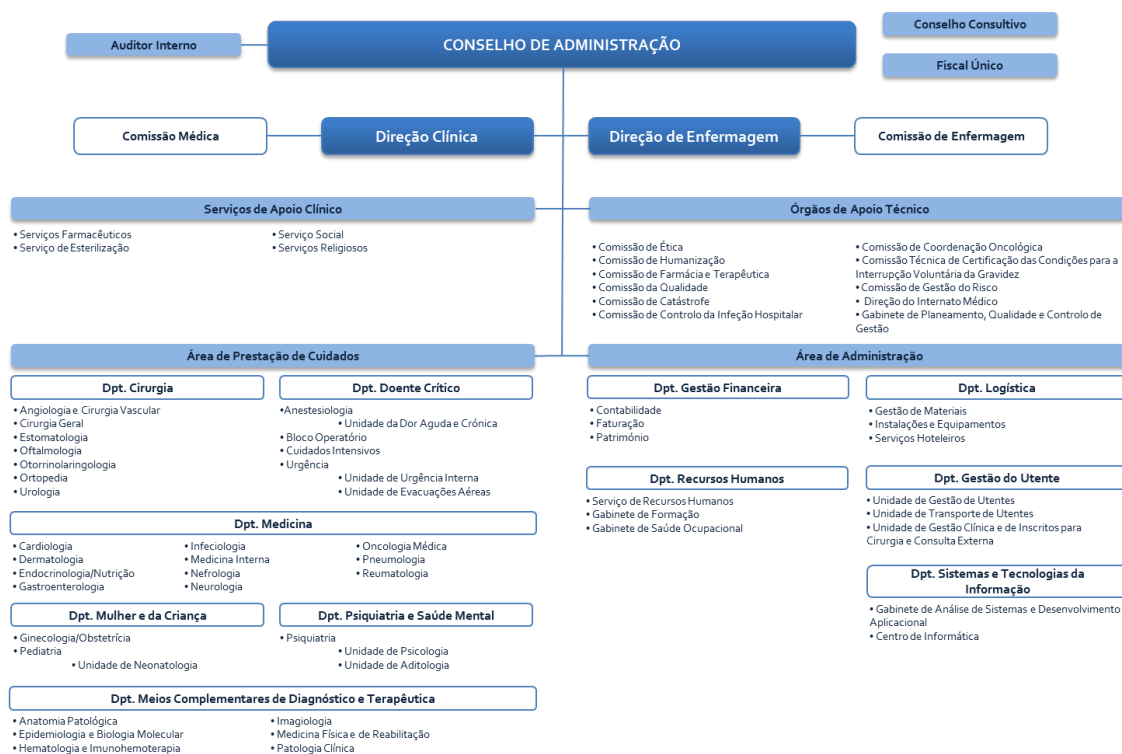 Auditor Interno
CONSELHO DE ADMINISTRAÇÃO
Conselho Consultivo
Fiscal Único
Comissão Médica
Direção Clínica
Direção de Enfermagem
Comissão de Enfermagem
Serviços de Apoio Clínico
• Serviços Farmacêuticos
• Serviço de Esterilização
• Serviço Social
• Serviços Religiosos
Órgãos de Apoio Técnico
• Comissão de Ética
• Comissão de Humanização
• Comissão de Farmácia e Terapêutica
• Comissão da Qualidade
• Comissão de Catástrofe
• Comissão de Controlo da Infeção Hospitalar
• Comissão de Coordenação Oncológica
• Comissão Técnica de Certificação das Condições para a
Interrupção Voluntária da Gravidez
• Comissão de Gestão do Risco
• Direção do Internato Médico
• Gabinete de Planeamento, Qualidade e Controlo de
Gestão
Área de Prestação de Cuidados
Dpt. Cirurgia
• Angiologia e Cirurgia Vascular
• Cirurgia Geral
• Estomatologia
• Oftalmologia
• Otorrinolaringologia
• Ortopedia
• Urologia
Dpt. Doente Crítico
•Anestesiologia
• Unidade da Dor Aguda e Crónica
• Bloco Operatório
• Cuidados Intensivos
• Urgência
• Unidade de Urgência Interna
• Unidade de Evacuações Aéreas
Dpt. Medicina
• Cardiologia
• Dermatologia
• Endocrinologia/Nutrição
• Gastroenterologia
• Infeciologia
• Medicina Interna
• Nefrologia
• Neurologia
• Oncologia Médica
• Pneumologia
• Reumatologia
Dpt. Mulher e da Criança
• Ginecologia/Obstetrícia
• Pediatria
• Unidade de Neonatologia
Dpt. Psiquiatria e Saúde Mental
• Psiquiatria
• Unidade de Psicologia
• Unidade de Aditologia
Dpt. Meios Complementares de Diagnóstico e Terapêutica
• Anatomia Patológica
• Epidemiologia e Biologia Molecular
• Hematologia e Imunohemoterapia
• Imagiologia
• Medicina Física e de Reabilitação
• Patologia Clínica
Área de Administração
Dpt. Gestão Financeira
• Contabilidade
• Faturação
• Património
Dpt. Logística
• Gestão de Materiais
• Instalações e Equipamentos
• Serviços Hoteleiros
Dpt. Recursos Humanos
• Serviço de Recursos Humanos
• Gabinete de Formação
• Gabinete de Saúde Ocupacional
Dpt. Gestão do Utente
• Unidade de Gestão de Utentes
• Unidade de Transporte de Utentes
• Unidade de Gestão Clínica e de Inscritos para
Cirurgia e Consulta Externa
Dpt. Sistemas e Tecnologias da
Informação
• Gabinete de Análise de Sistemas e Desenvolvimento
Aplicacional
• Centro de Informática